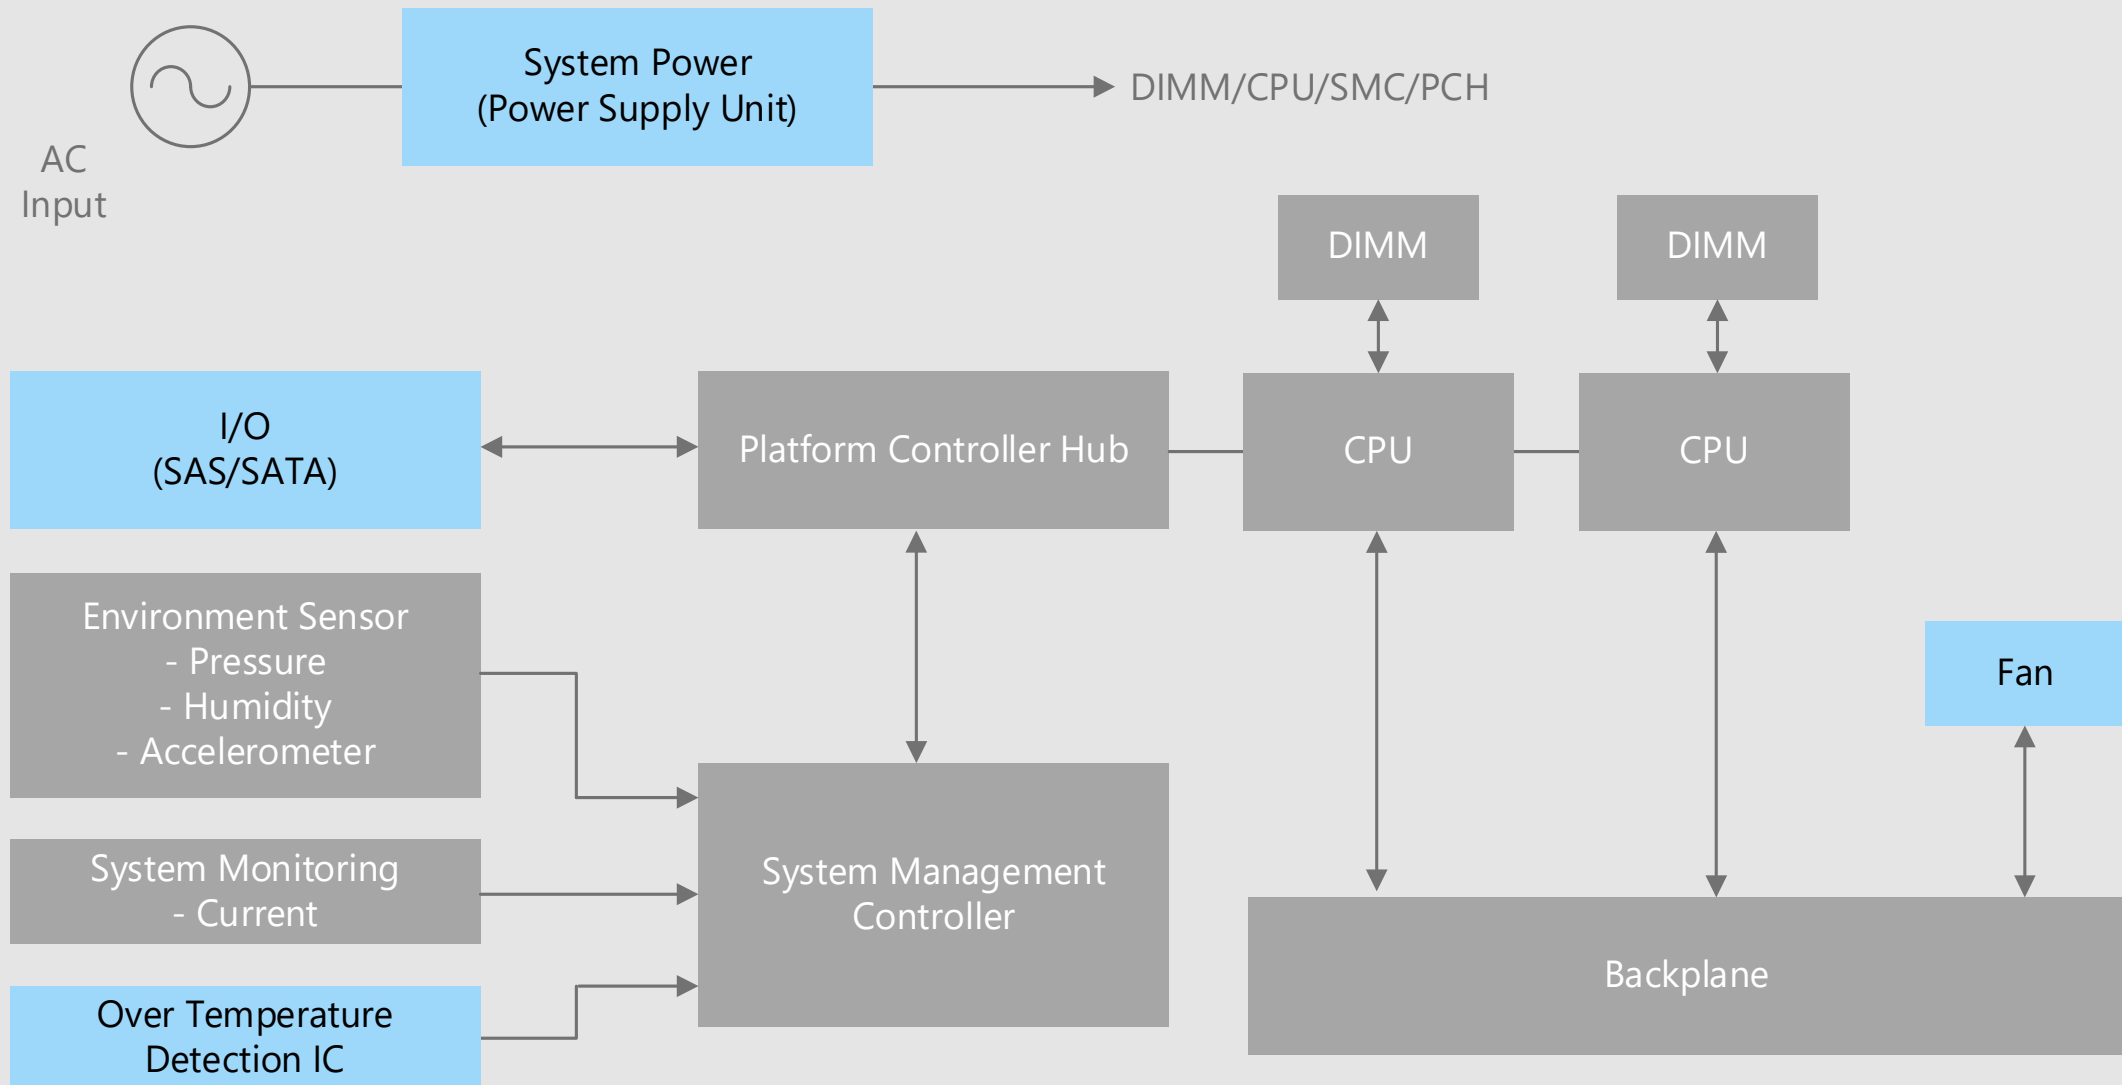 System Power
(Power Supply Unit)
DIMM/CPU/SMC/PCH
AC
Input
DIMM
DIMM
I/O
(SAS/SATA)
Platform Controller Hub
CPU
CPU
Environment Sensor
- Pressure
- Humidity
- Accelerometer
Fan
System Monitoring
- Current
System Management
Controller
Backplane
Over Temperature
Detection IC